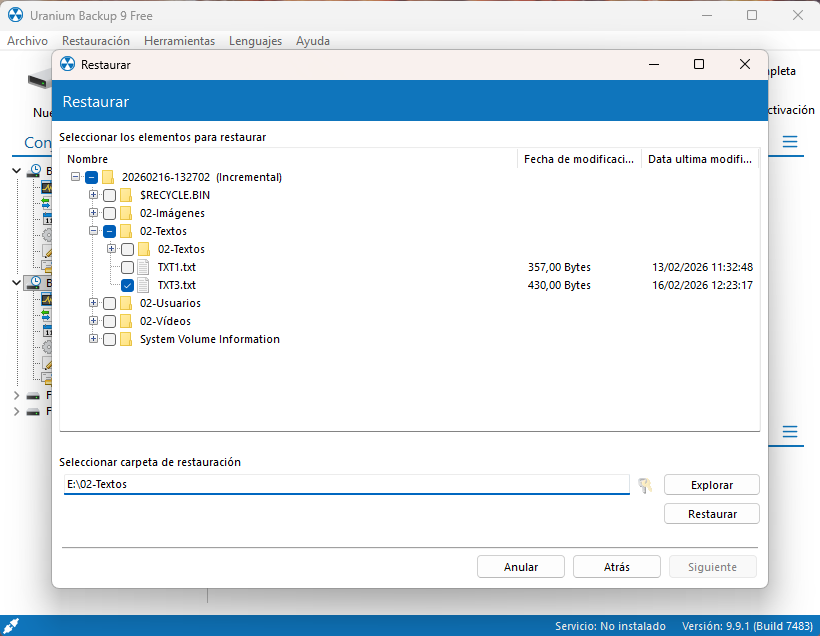 Uranium Backup 9 Free
Archivo Restauración Herramientas Lenguajes Ayuda
Restaurar
Restaurar
Seleccionar los elementos para restaurar
Nombre Fecha de modificaci... Data ultima modifi...
20260216-132702 (Incremental)
$RECYCLE.BIN
02-Imágenes
02-Textos
02-Textos
TXT1.txt 357,00 Bytes 13/02/2026 11:32:48
TXT3.txt 430,00 Bytes 16/02/2026 12:23:17
02-Usuarios
02-Vídeos
System Volume Information
Seleccionar carpeta de restauración
E:\02-Textos
Explorar
Restaurar
Anular Atrás Siguiente
Servicio: No instalado Versión: 9.9.1 (Build 7483)